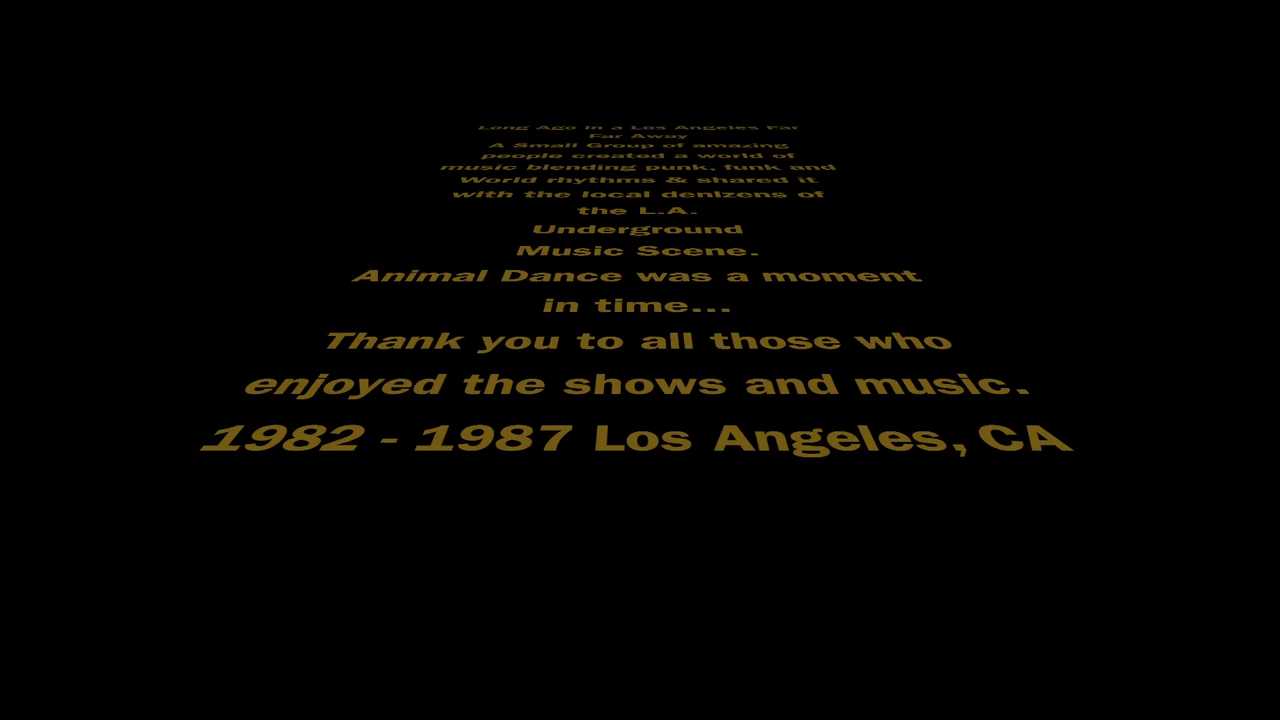 Long Ago in a Los Angeles Far
Far Away
A Small Group of amazing
people created a world of
music blending punk, funk and
World rhythms & shared it
with the local denizens of
the L.A.
Underground
Music Scene.
Animal Dance was a moment
in time...
Thank you to all those who
enjoyed the shows and music.
1982 - 1987 Los Angeles, CA